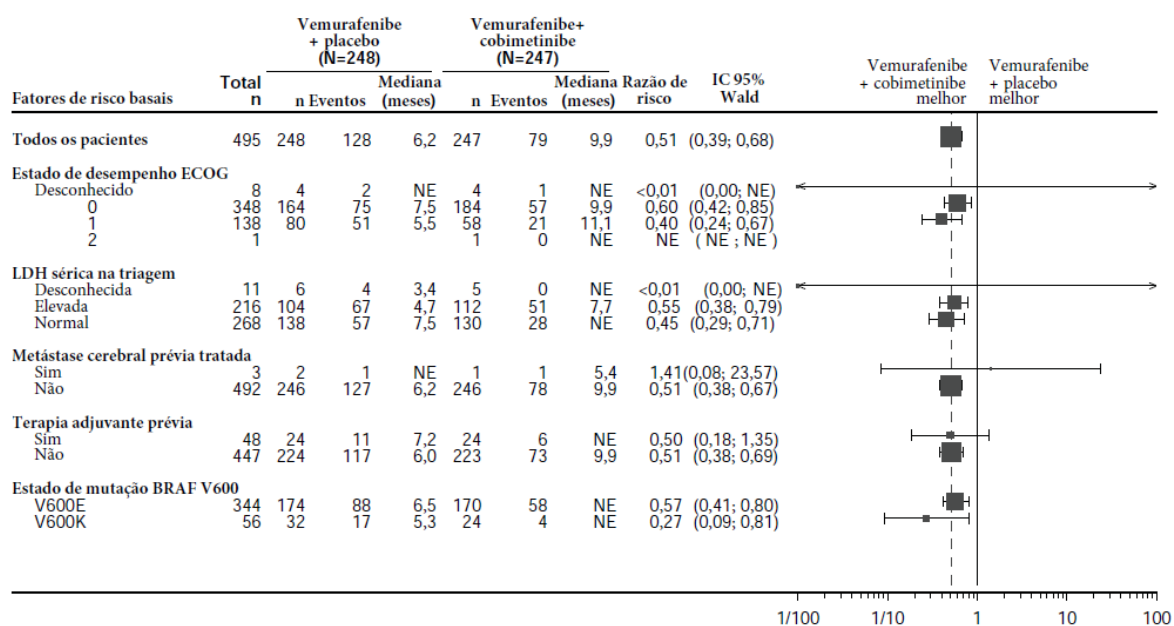 Vemurafenibe + placebo (N=248) Vemurafenibe+ cobimetinibe (N=247)
Vemurafenibe + cobimetinibe melhor Vemurafenibe + placebo melhor
Fatores de risco basais Total n n Eventos Mediana (meses) n Eventos Mediana (meses) Razão de risco IC 95% Wald
Todos os pacientes 495 248 128 6,2 247 79 9,9 0,51 (0,39; 0,68)
Estado de desempenho ECOG
Desconhecido 8 4 2 NE 4 1 NE <0,01 (0,00; NE)
0 348 164 75 7,5 184 57 9,9 0,60 (0,42; 0,85)
1 138 80 51 5,5 58 21 11,1 0,40 (0,24; 0,67)
2 1 1 0 NE NE ( NE ; NE )
LDH sérica na triagem
Desconhecida 11 6 4 3,4 5 0 NE <0,01 (0,00; NE)
Elevada 216 104 67 4,7 112 51 7,7 0,55 (0,38; 0,79)
Normal 268 138 57 7,5 130 28 NE 0,45 (0,29; 0,71)
Metástase cerebral prévia tratada
Sim 3 2 1 NE 1 1 5,4 1,41(0,08; 23,57)
Não 492 246 127 6,2 246 78 9,9 0,51 (0,38; 0,67)
Terapia adjuvante prévia
Sim 48 24 11 7,2 24 6 NE 0,50 (0,18; 1,35)
Não 447 224 117 6,0 223 73 9,9 0,51 (0,38; 0,69)
Estado de mutação BRAF V600
V600E 344 174 88 6,5 170 58 NE 0,57 (0,41; 0,80)
V600K 56 32 17 5,3 24 4 NE 0,27 (0,09; 0,81)
1/100 1/10 1 10 100